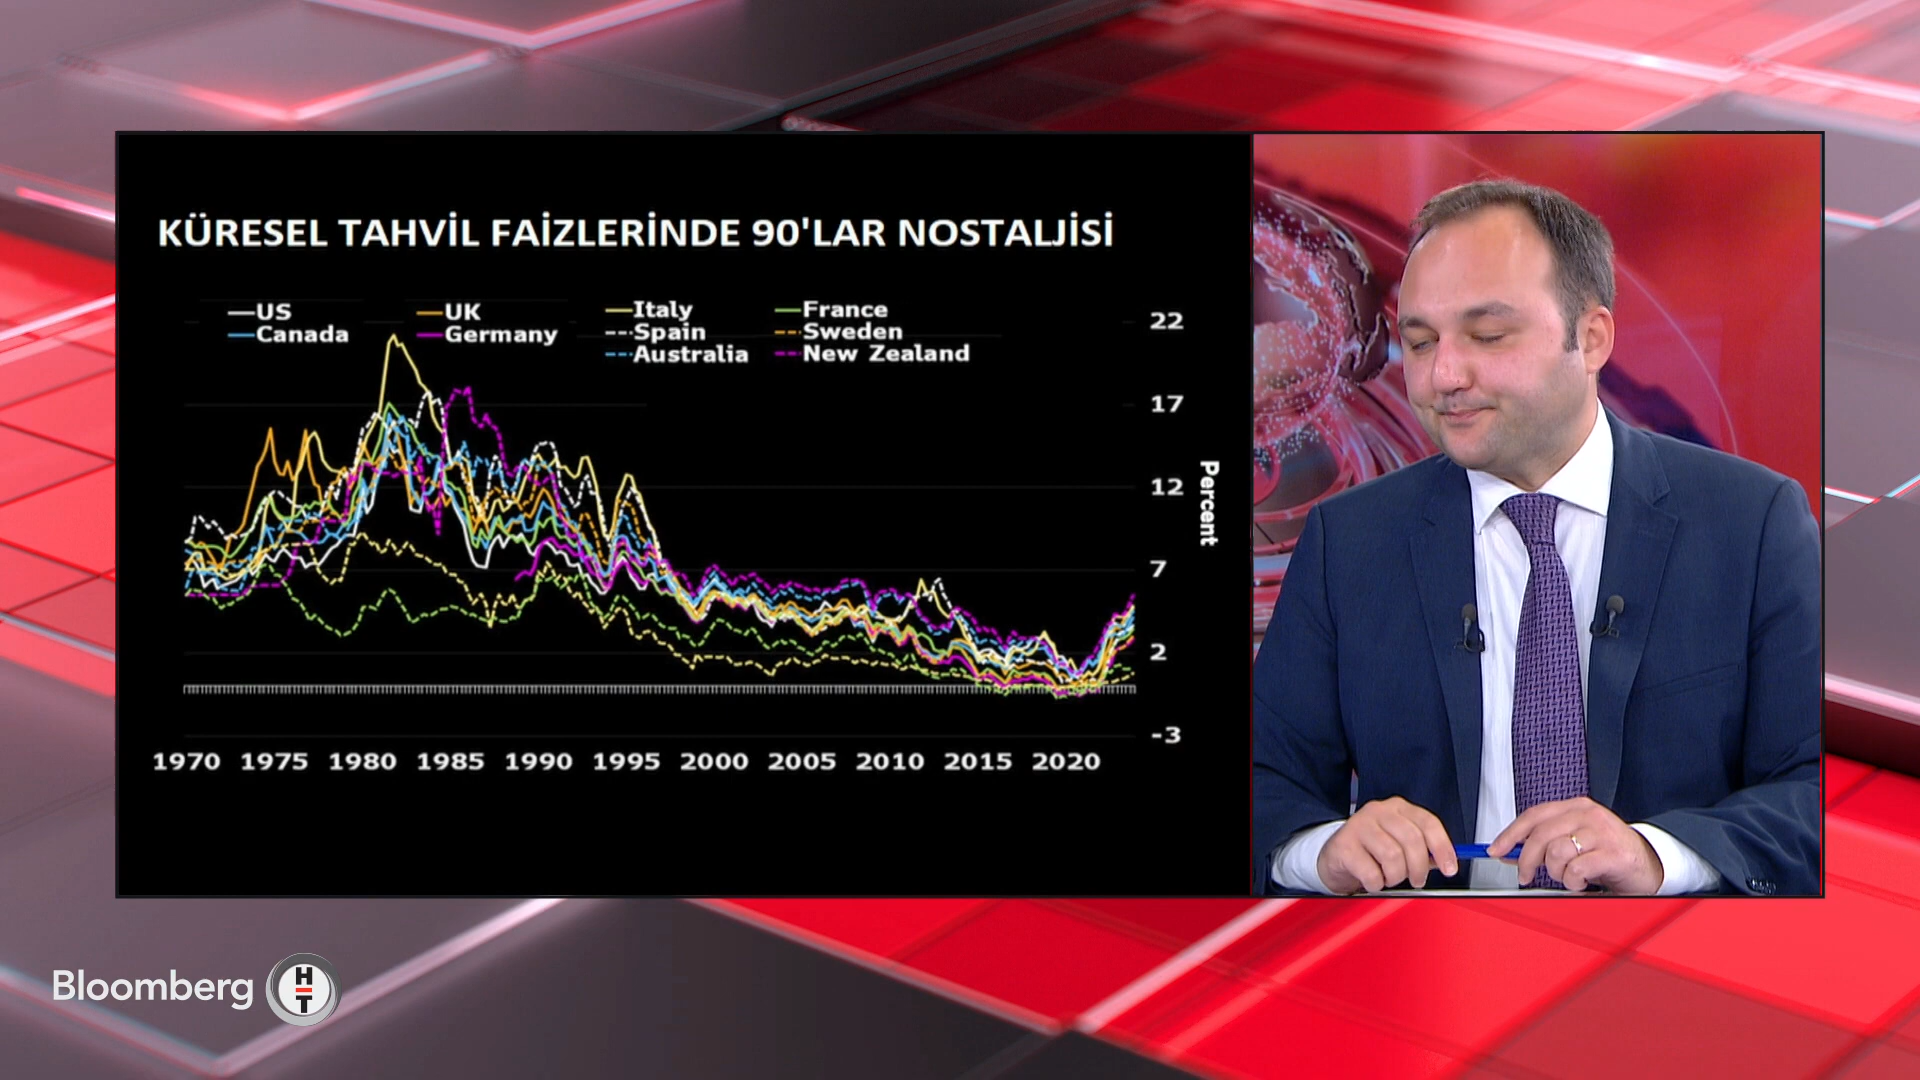 KÜRESEL TAHVİL FAİZLERİNDE 90'LAR NOSTALJİSİ
US
UK
Italy
France
Canada
Germany
Spain
Sweden
Australia
New Zealand
22
17
12
7
2
-3
Percent
1970 1975 1980 1985 1990 1995 2000 2005 2010 2015 2020
Bloomberg HT